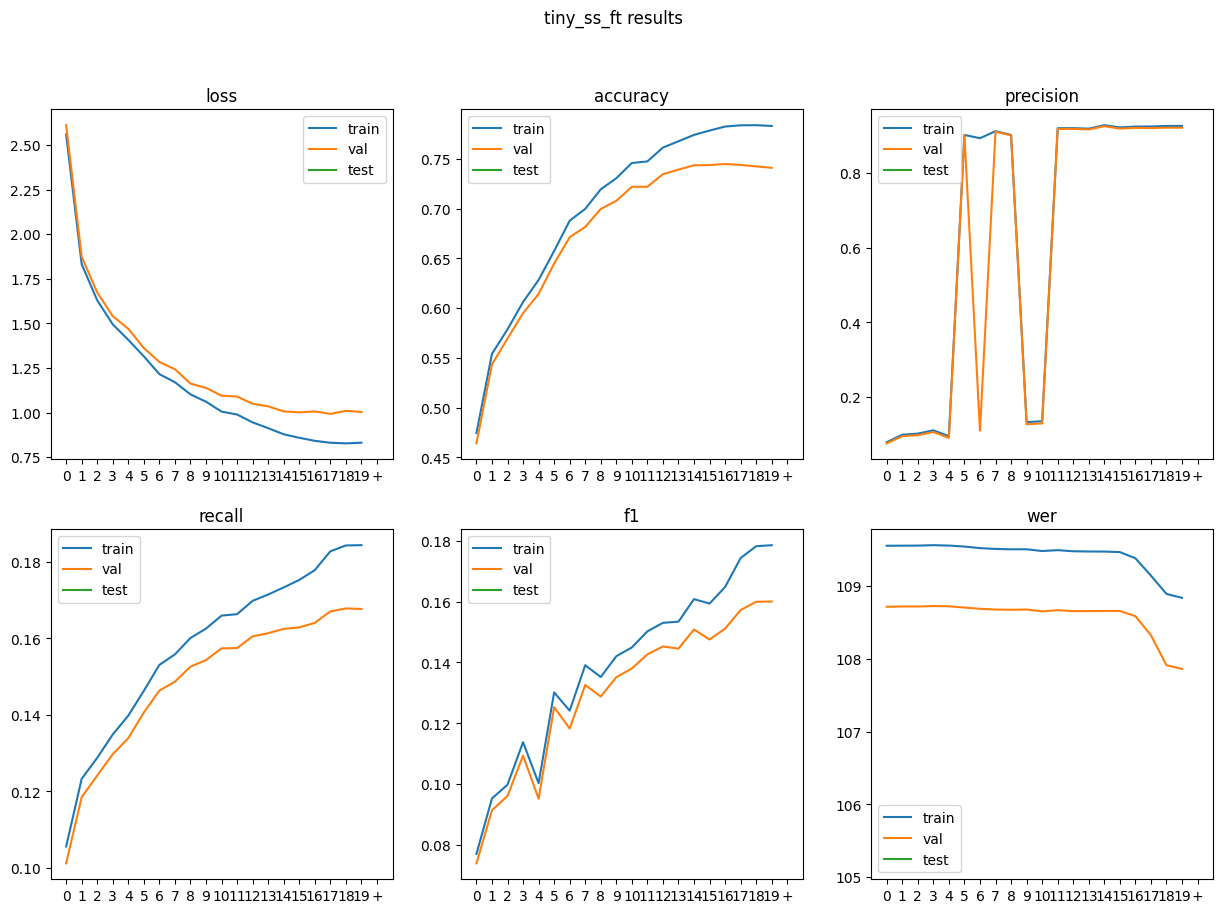 tiny_ss_ft results
loss
2.50
2.25
2.00
1.75
1.50
1.25
1.00
0.75
train
val
test
0 1 2 3 4 5 6 7 8 9 10 11 12 13 14 15 16 17 18 19 +
accuracy
0.75
0.70
0.65
0.60
0.55
0.50
0.45
train
val
test
0 1 2 3 4 5 6 7 8 9 10 11 12 13 14 15 16 17 18 19 +
precision
0.8
0.6
0.4
0.2
train
val
test
0 1 2 3 4 5 6 7 8 9 10 11 12 13 14 15 16 17 18 19 +
recall
0.18
0.16
0.14
0.12
0.10
train
val
test
0 1 2 3 4 5 6 7 8 9 10 11 12 13 14 15 16 17 18 19 +
f1
0.18
0.16
0.14
0.12
0.10
0.08
train
val
test
0 1 2 3 4 5 6 7 8 9 10 11 12 13 14 15 16 17 18 19 +
wer
109
108
107
106
105
train
val
test
0 1 2 3 4 5 6 7 8 9 10 11 12 13 14 15 16 17 18 19 +